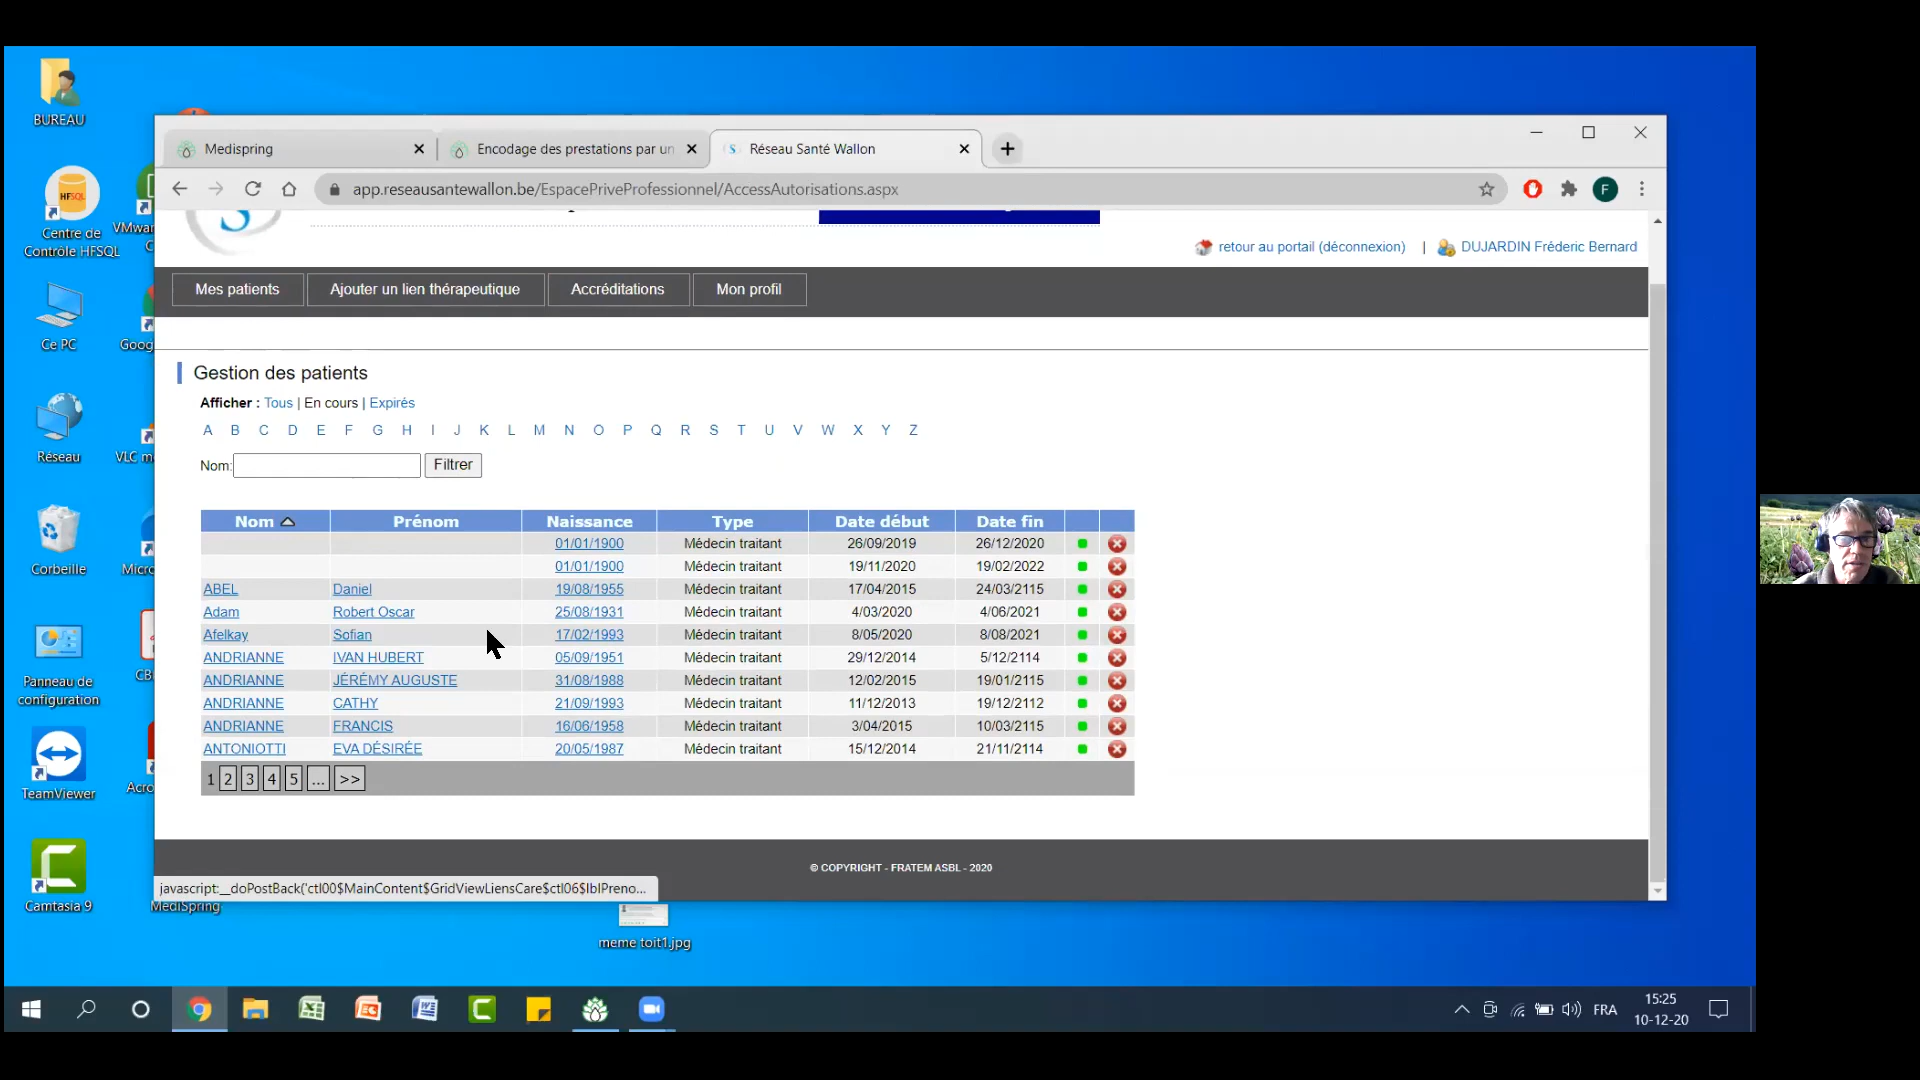 BUREAU
Centre de
Contrôle HFSQL
Ce PC
Réseau
Corbeille
Panneau de
configuration
TeamViewer
Camtasia 9
VMwar
Goog
VLC m
Micro
Acro
MediSpring
Medispring
Encodage des prestations par un
Réseau Santé Wallon
app.reseausantewallon.be/EspacePriveProfessionnel/AccessAutorisations.aspx
F
retour au portail (déconnexion) | DUJARDIN Fréderic Bernard
Mes patients Ajouter un lien thérapeutique Accréditations Mon profil
Gestion des patients
Afficher : Tous | En cours | Expirés
A B C D E F G H I J K L M N O P Q R S T U V W X Y Z
Nom: Filtrer
Nom Prénom Naissance Type Date début Date fin
01/01/1900 Médecin traitant 26/09/2019 26/12/2020
01/01/1900 Médecin traitant 19/11/2020 19/02/2022
ABEL Daniel 19/08/1955 Médecin traitant 17/04/2015 24/03/2115
Adam Robert Oscar 25/08/1931 Médecin traitant 4/03/2020 4/06/2021
Afelkay Sofian 17/02/1993 Médecin traitant 8/05/2020 8/08/2021
ANDRIANNE IVAN HUBERT 05/09/1951 Médecin traitant 29/12/2014 5/12/2114
ANDRIANNE JÉRÉMY AUGUSTE 31/08/1988 Médecin traitant 12/02/2015 19/01/2115
ANDRIANNE CATHY 21/09/1993 Médecin traitant 11/12/2013 19/12/2112
ANDRIANNE FRANCIS 16/06/1958 Médecin traitant 3/04/2015 10/03/2115
ANTONIOTTI EVA DÉSIRÉE 20/05/1987 Médecin traitant 15/12/2014 21/11/2114
1 2 3 4 5 ... >>
© COPYRIGHT - FRATEM ASBL - 2020
javascript:__doPostBack('ctl00$MainContent$GridViewLiensCare$ctl06$lblPreno...
meme toit1.jpg
FRA
15:25
10-12-20